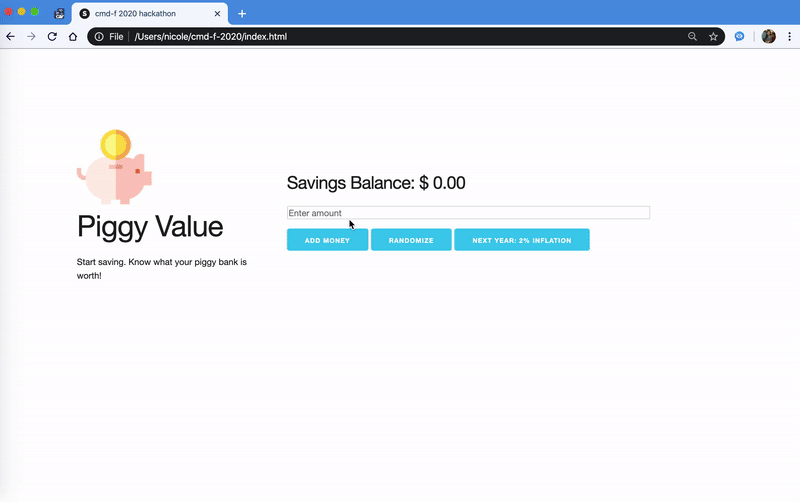 cmd-f 2020 hackathon
File
/Users/nicole/cmd-f-2020/index.html
Piggy Value
Start saving. Know what your piggy bank is
worth!
Savings Balance: $ 0.00
Enter amount
ADD MONEY
RANDOMIZE
NEXT YEAR: 2% INFLATION